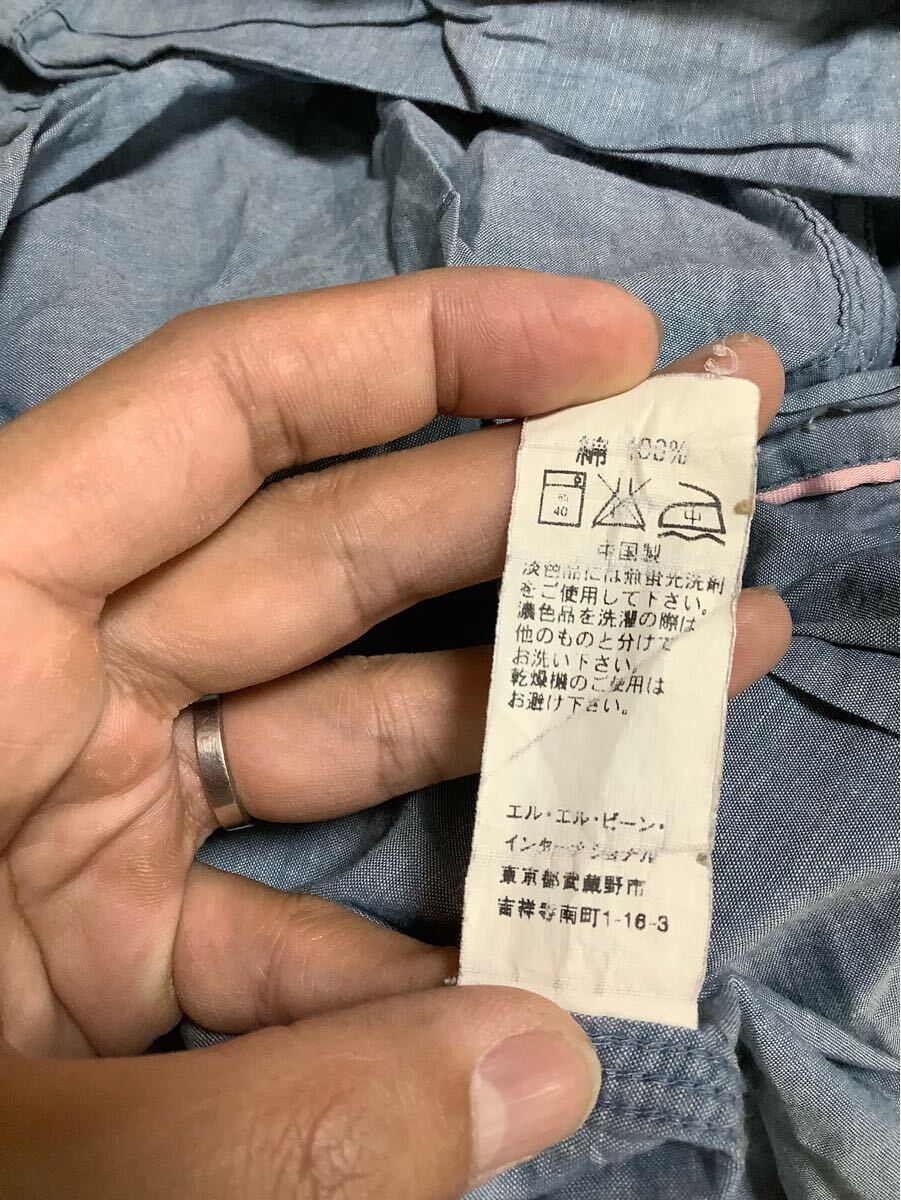 綿 100%
40 中
中国製
淡色品には無蛍光洗剤
をご使用して下さい。
濃色品を洗濯の際は
他のものと分けて
お洗い下さい。
乾燥機のご使用は
お避け下さい。
エル・エル・ビーン・
インターナショナル
東京都武蔵野市
吉祥寺南町1-16-3